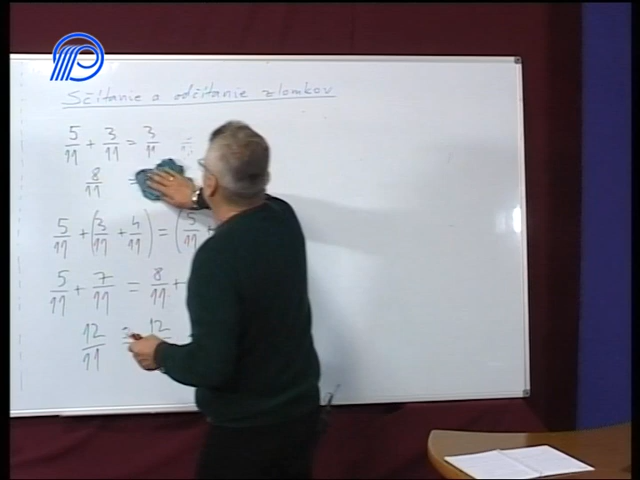 Sčítanie a odčítanie zlomkov
5/11 + 3/11 = 3/11
8/11 =
5/11 + (3/11 + 4/11) = (5/11 +
5/11 + 7/11 = 8/11 +
12/11 = 12